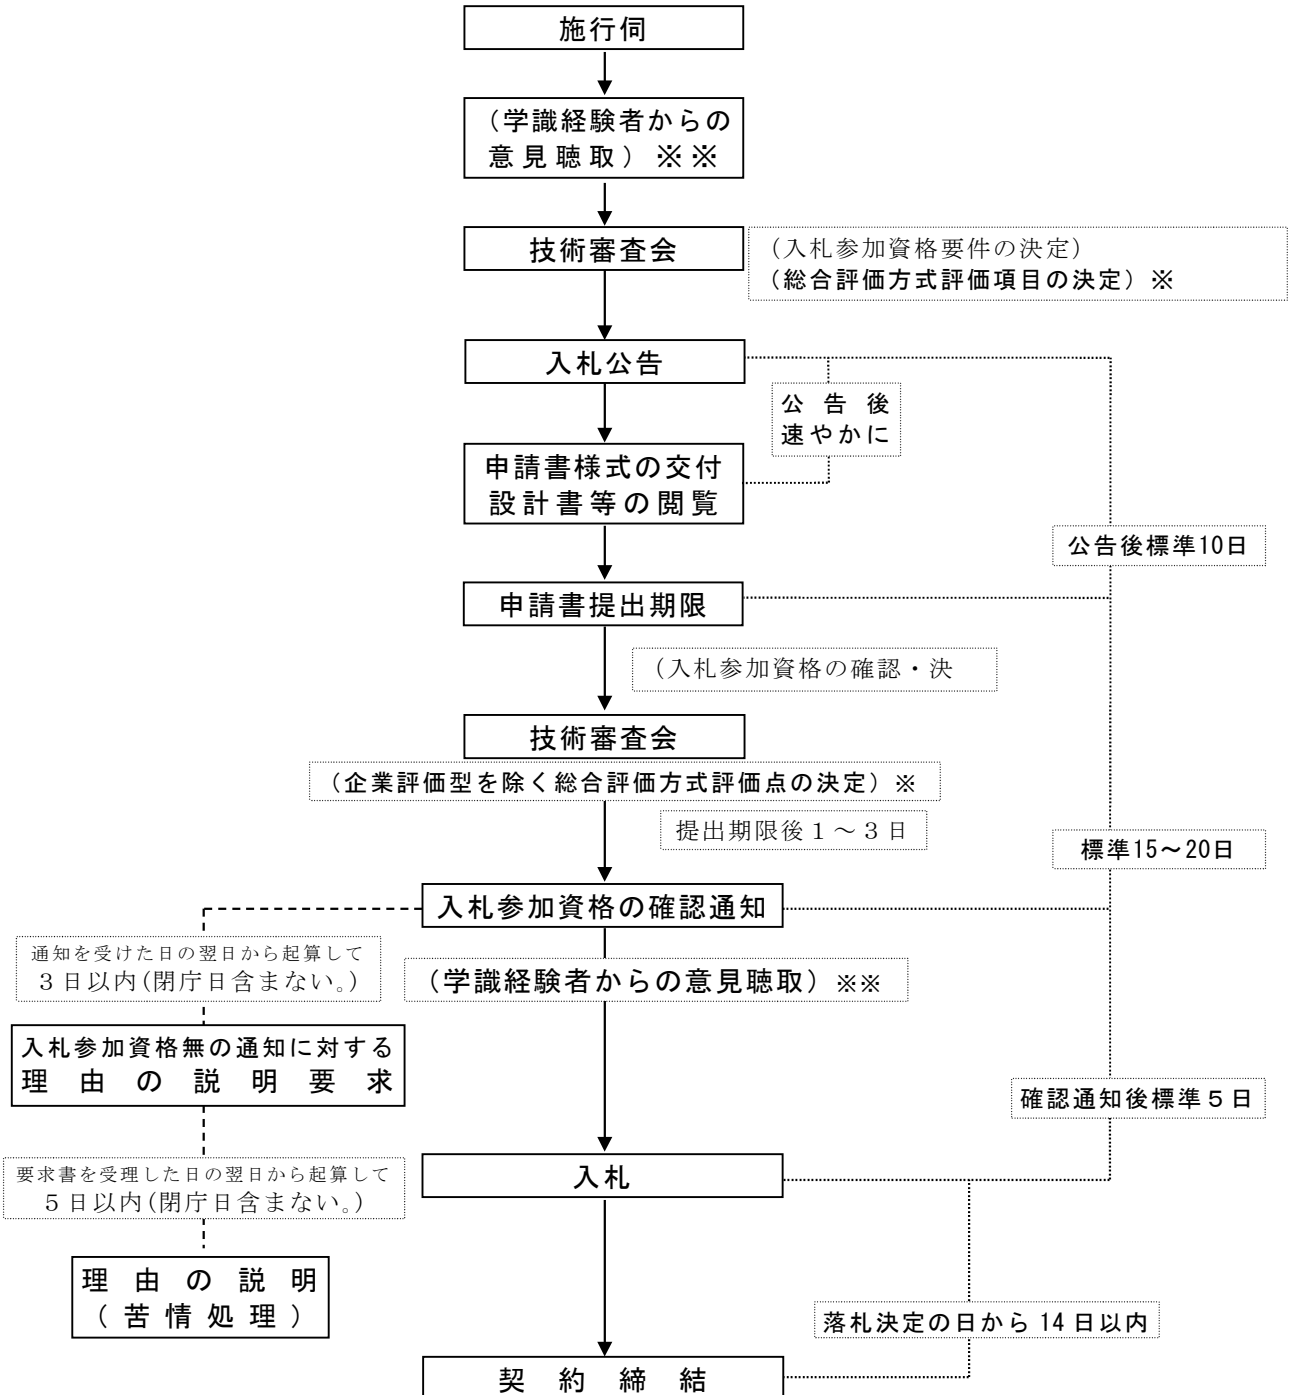 施行伺
（学識経験者からの
意見聴取）※※
技術審査会
（入札参加資格要件の決定）
（総合評価方式評価項目の決定）※
入札公告
公告後
速やかに
申請書様式の交付
設計書等の閲覧
公告後標準10日
申請書提出期限
（入札参加資格の確認・決
技術審査会
（企業評価型を除く総合評価方式評価点の決定）※
提出期限後１～３日
標準15～20日
入札参加資格の確認通知
通知を受けた日の翌日から起算して
３日以内(閉庁日含まない。)
（学識経験者からの意見聴取）※※
入札参加資格無の通知に対する
理由の説明要求
確認通知後標準５日
入札
要求書を受理した日の翌日から起算して
５日以内(閉庁日含まない。)
理由の説明
（苦情処理）
落札決定の日から 14 日以内
契約締結